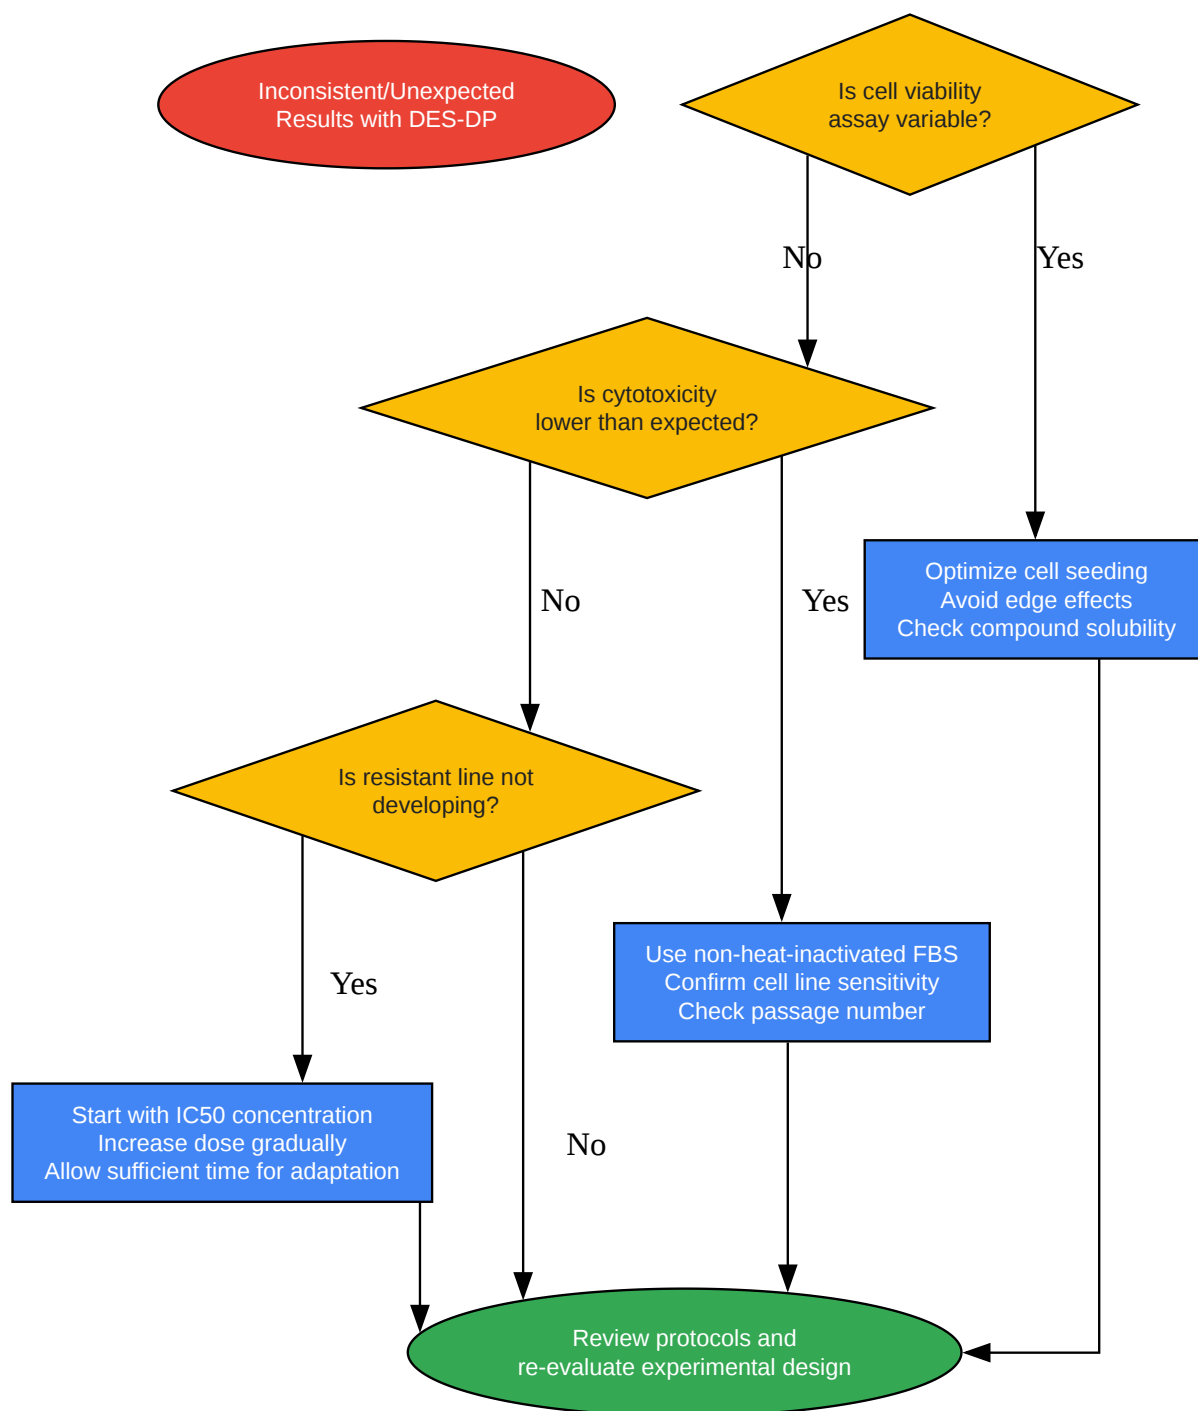 Inconsistent/Unexpected
Results with DES-DP
Is cell viability
assay variable?
No
Yes
Is cytotoxicity
lower than expected?
Optimize cell seeding
Avoid edge effects
Check compound solubility
No
Yes
Is resistant line not
developing?
Use non-heat-inactivated FBS
Confirm cell line sensitivity
Check passage number
Yes
Start with IC50 concentration
Increase dose gradually
Allow sufficient time for adaptation
No
Review protocols and
re-evaluate experimental design